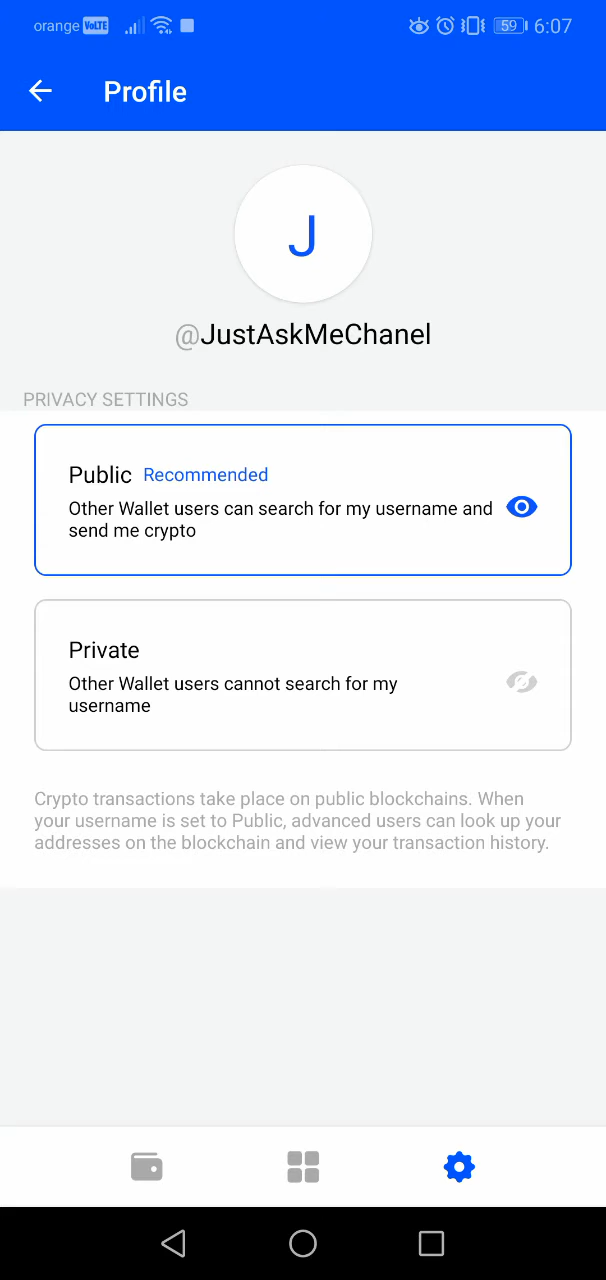 orange VoLTE 59 6:07
Profile
J
@JustAskMeChanel
PRIVACY SETTINGS
Public Recommended
Other Wallet users can search for my username and
send me crypto
Private
Other Wallet users cannot search for my
username
Crypto transactions take place on public blockchains. When
your username is set to Public, advanced users can look up your
addresses on the blockchain and view your transaction history.